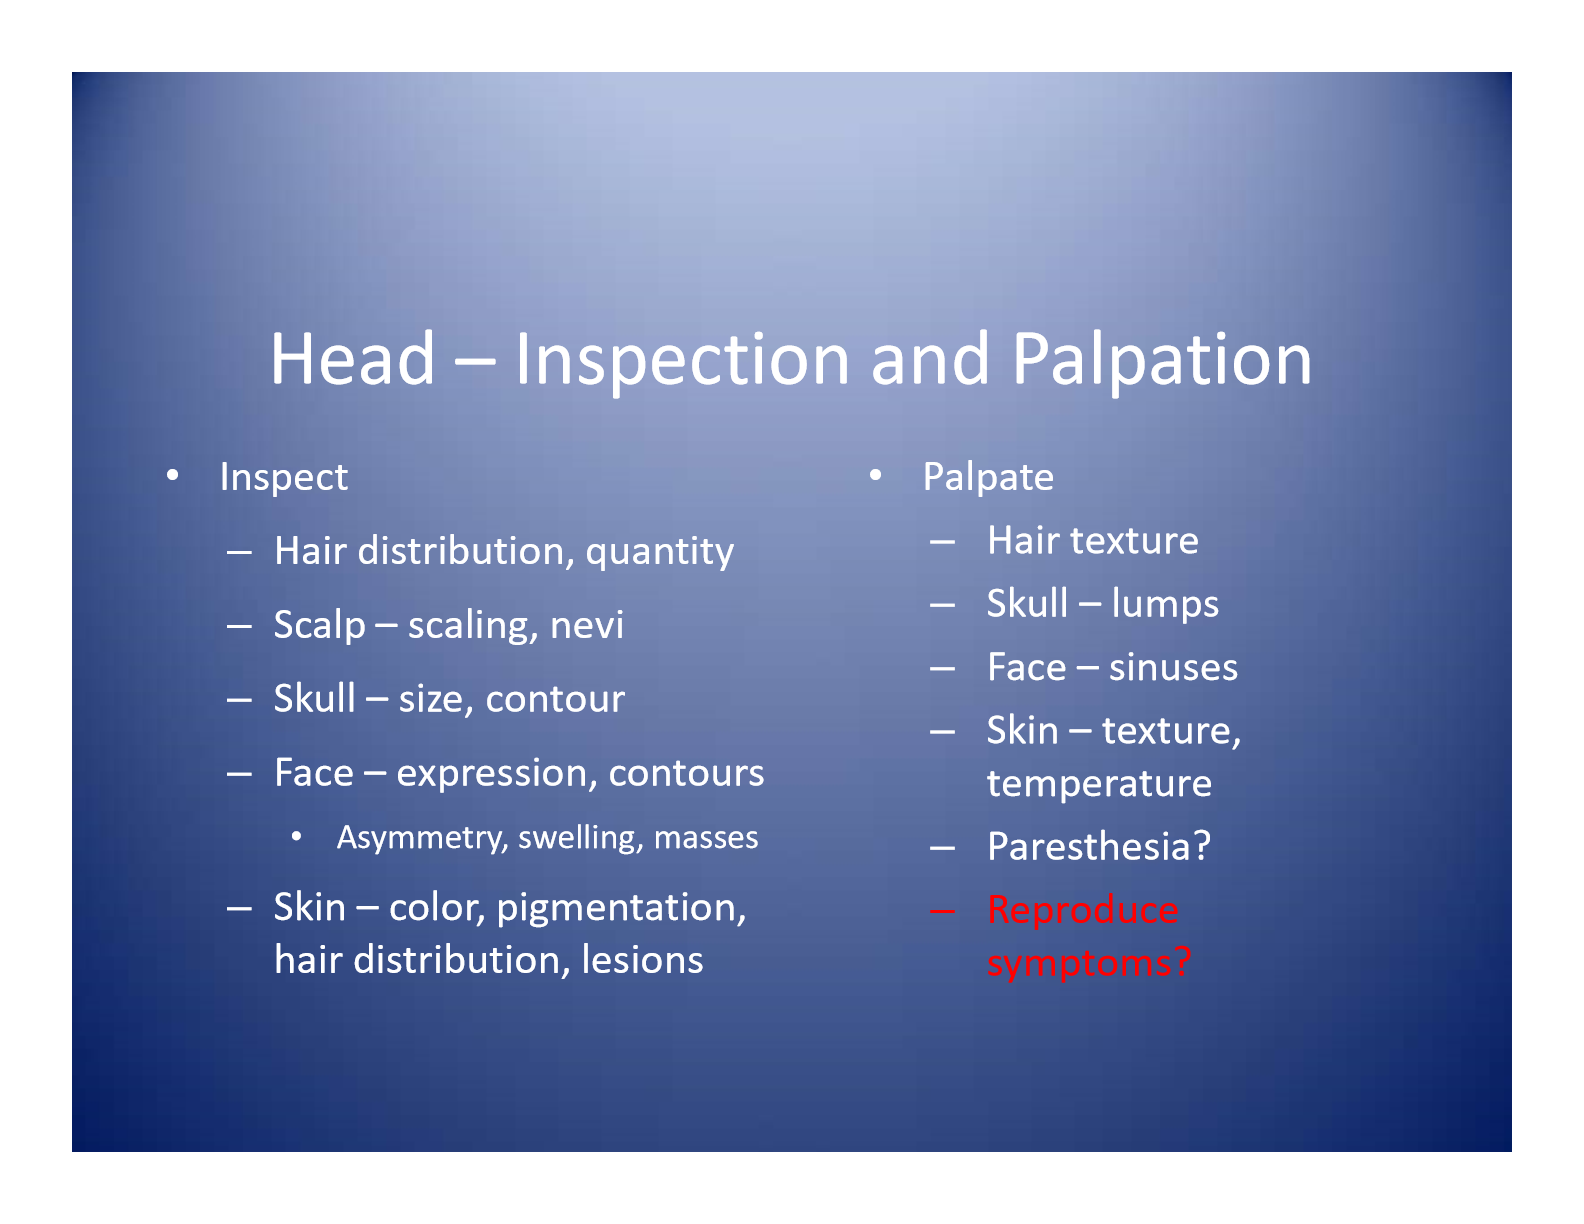 Head – Inspection and Palpation
• Inspect
– Hair distribution, quantity
– Scalp – scaling, nevi
– Skull – size, contour
– Face – expression, contours
• Asymmetry, swelling, masses
– Skin – color, pigmentation,
hair distribution, lesions
• Palpate
– Hair texture
– Skull – lumps
– Face – sinuses
– Skin – texture,
temperature
– Paresthesia?
– Reproduce
symptoms?